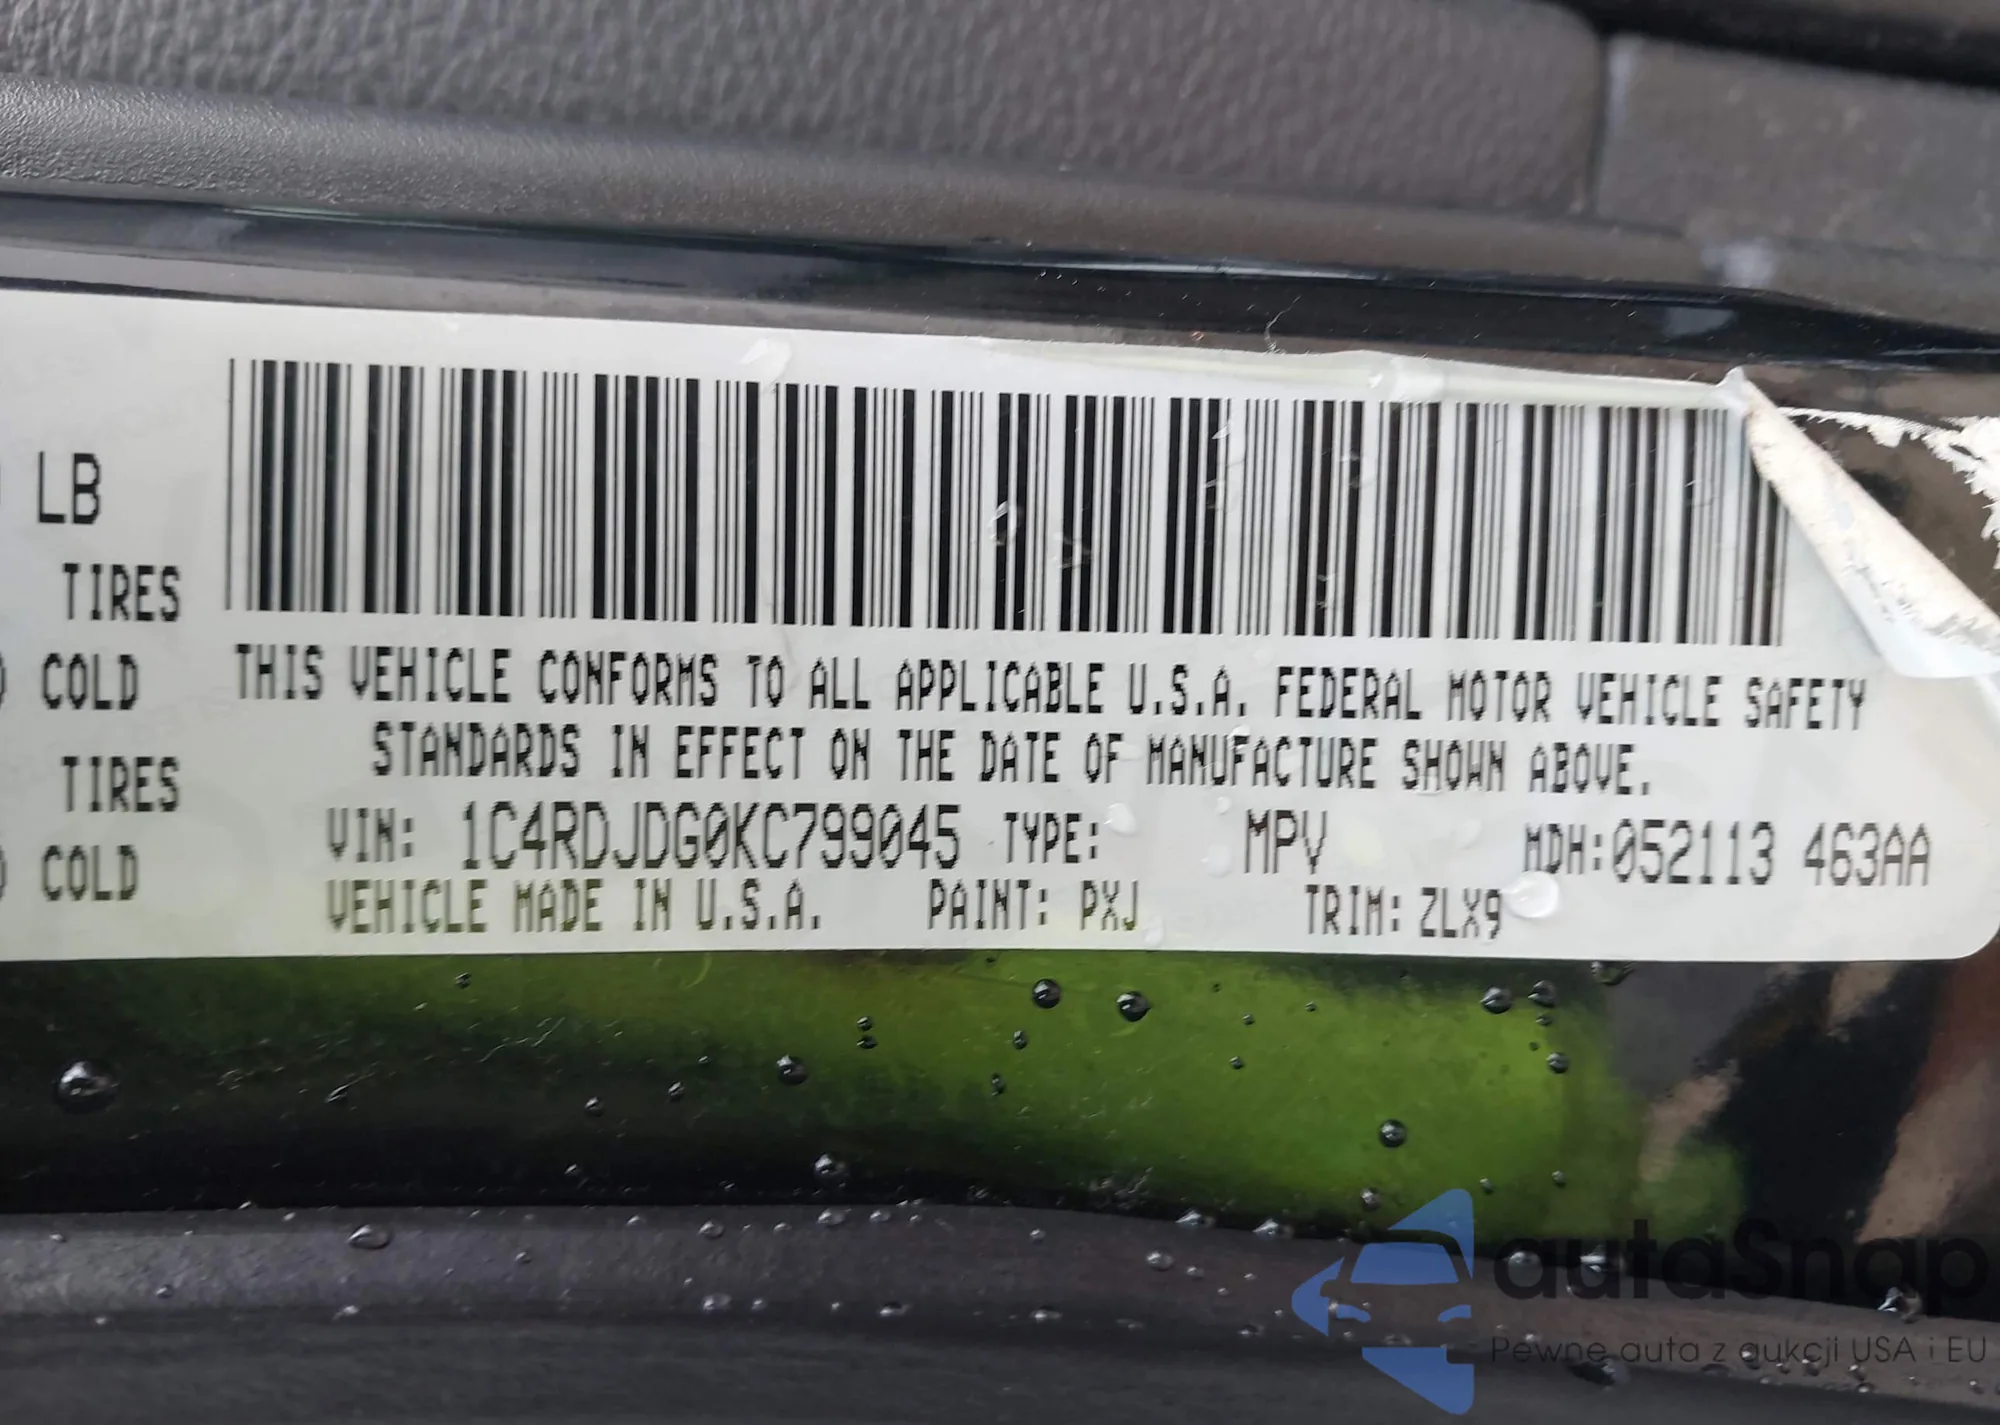 LB
TIRES
COLD
TIRES
COLD
THIS VEHICLE CONFORMS TO ALL APPLICABLE U.S.A. FEDERAL MOTOR VEHICLE SAFETY
STANDARDS IN EFFECT ON THE DATE OF MANUFACTURE SHOWN ABOVE.
VIN: 1C4RDJDG0KC799045 TYPE: MPV MDH:052113 463AA
VEHICLE MADE IN U.S.A. PAINT: PXJ TRIM: ZLX9
autaSnap
Pewne auta z aukcji USA i EU